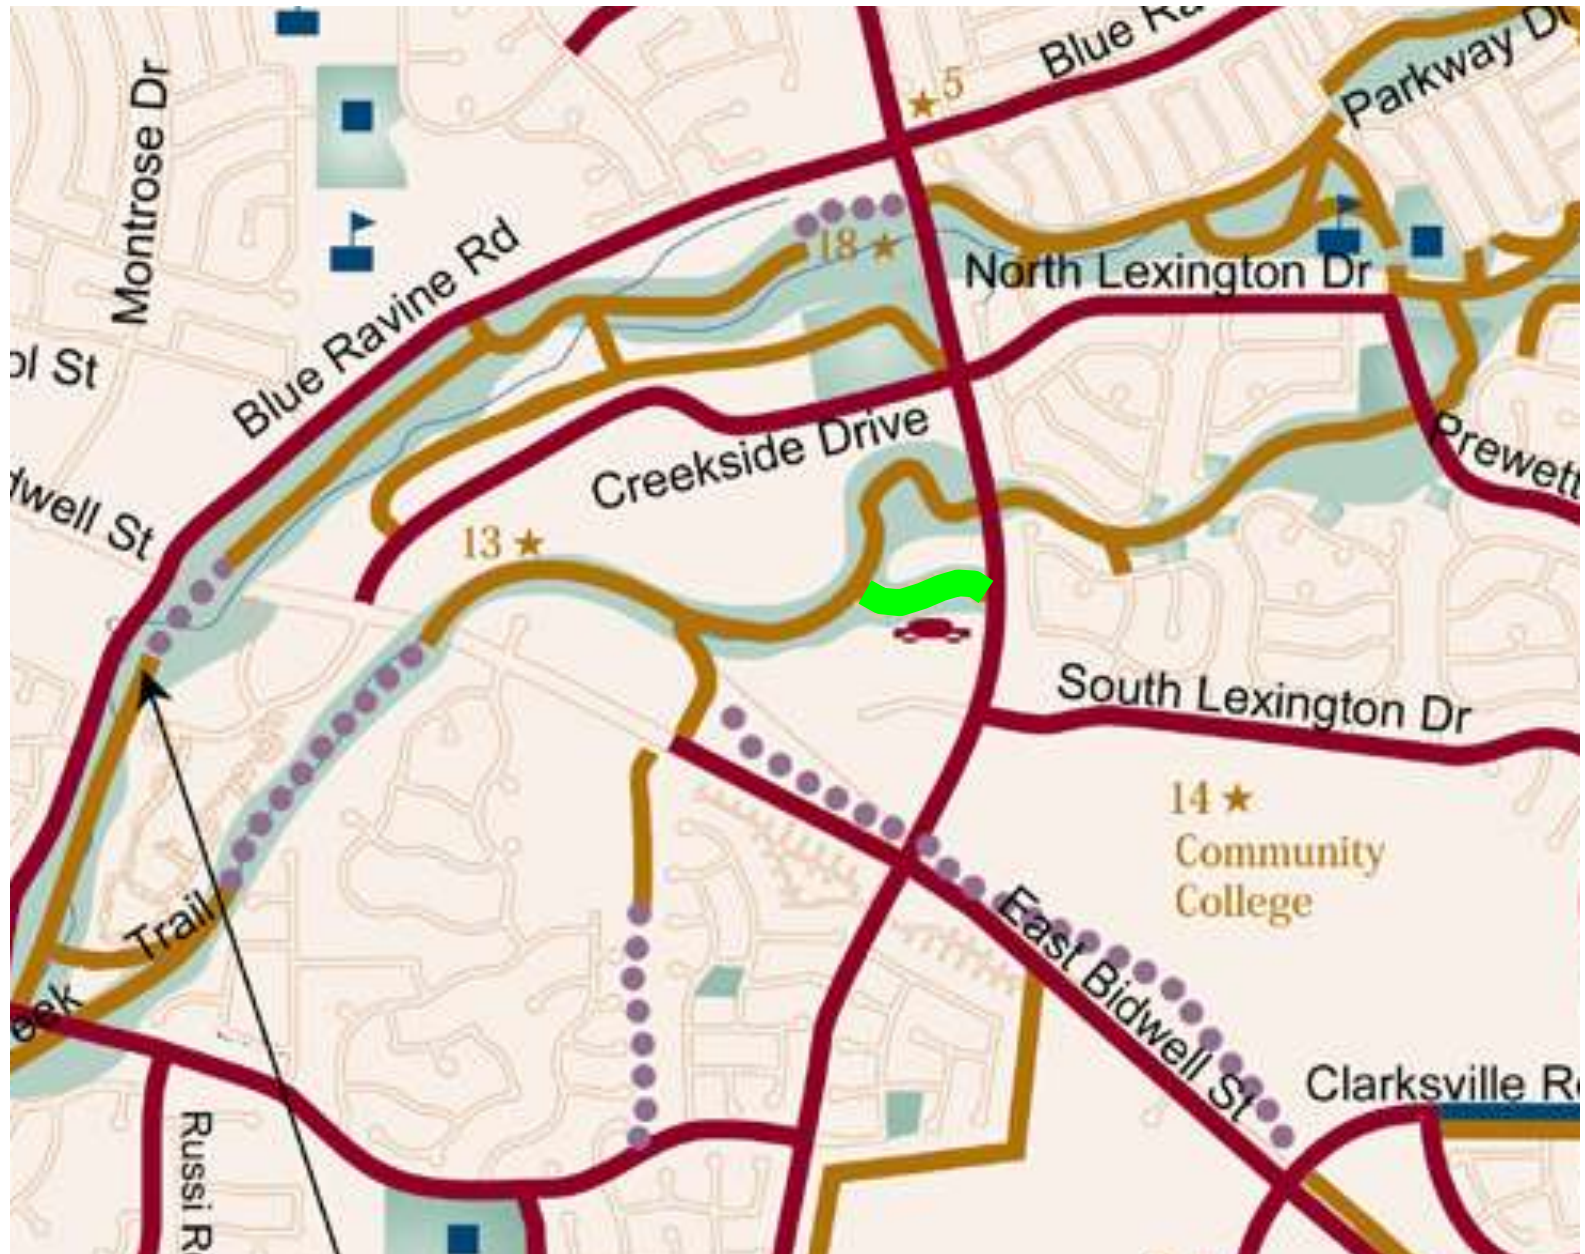 Blue Ra
Parkway Dr
5
Montrose Dr
Blue Ravine Rd
18
North Lexington Dr
ol St
Creekside Drive
Prewett
dwell St
13
South Lexington Dr
14
Community
College
Trail
eek
East Bidwell St
Clarksville R
Russi R